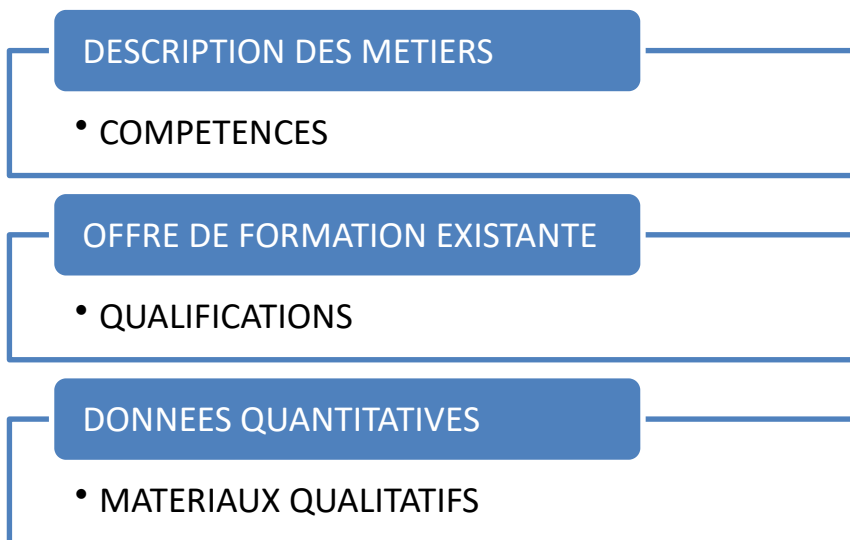 DESCRIPTION DES METIERS
• COMPETENCES
OFFRE DE FORMATION EXISTANTE
• QUALIFICATIONS
DONNEES QUANTITATIVES
• MATERIAUX QUALITATIFS